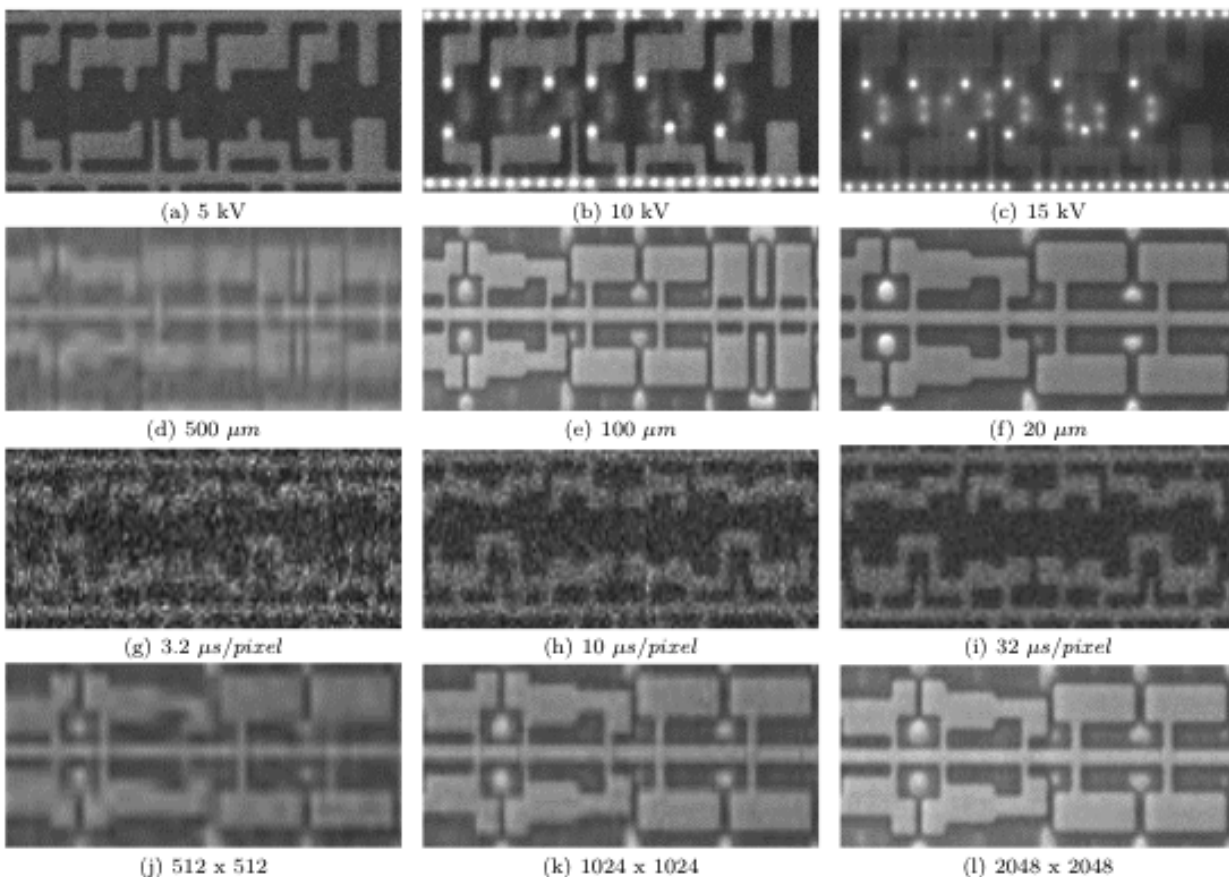 (a) 5 kV
(b) 10 kV
(c) 15 kV
(d) 500 μm
(e) 100 μm
(f) 20 μm
(g) 3.2 μs/pixel
(h) 10 μs/pixel
(i) 32 μs/pixel
(j) 512 x 512
(k) 1024 x 1024
(l) 2048 x 2048